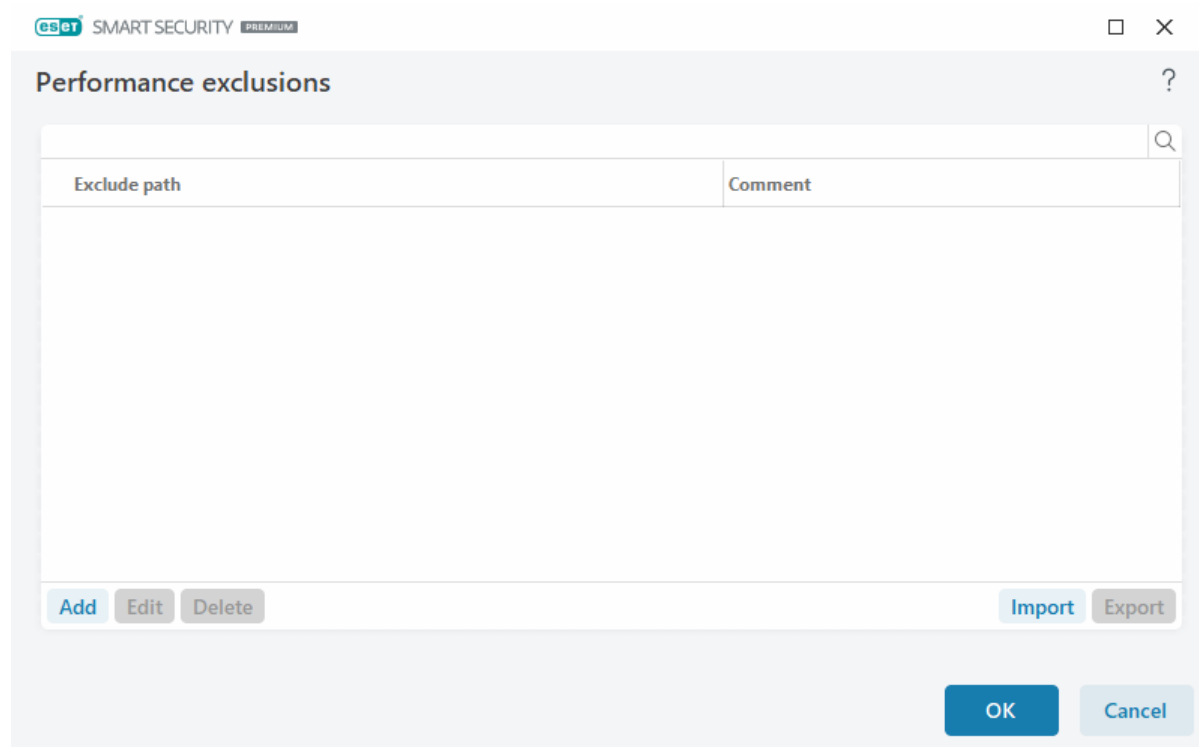 eset SMART SECURITY PREMIUM
Performance exclusions ?
Exclude path Comment
Add Edit Delete Import Export
OK Cancel